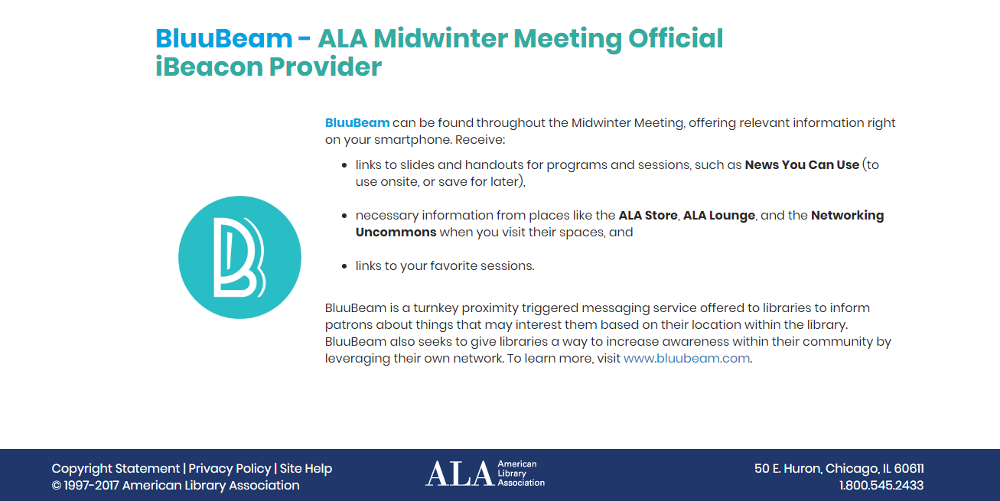 BluuBeam - ALA Midwinter Meeting Official
iBeacon Provider
BluuBeam can be found throughout the Midwinter Meeting, offering relevant information right
on your smartphone. Receive:
• links to slides and handouts for programs and sessions, such as News You Can Use (to
use onsite, or save for later),
• necessary information from places like the ALA Store, ALA Lounge, and the Networking
Uncommons when you visit their spaces, and
• links to your favorite sessions.
B
BluuBeam is a turnkey proximity triggered messaging service offered to libraries to inform
patrons about things that may interest them based on their location within the library.
BluuBeam also seeks to give libraries a way to increase awareness within their community by
leveraging their own network. To learn more, visit www.bluubeam.com.
Copyright Statement | Privacy Policy | Site Help
© 1997-2017 American Library Association
ALA American
Library
Association
50 E. Huron, Chicago, IL 60611
1.800.545.2433